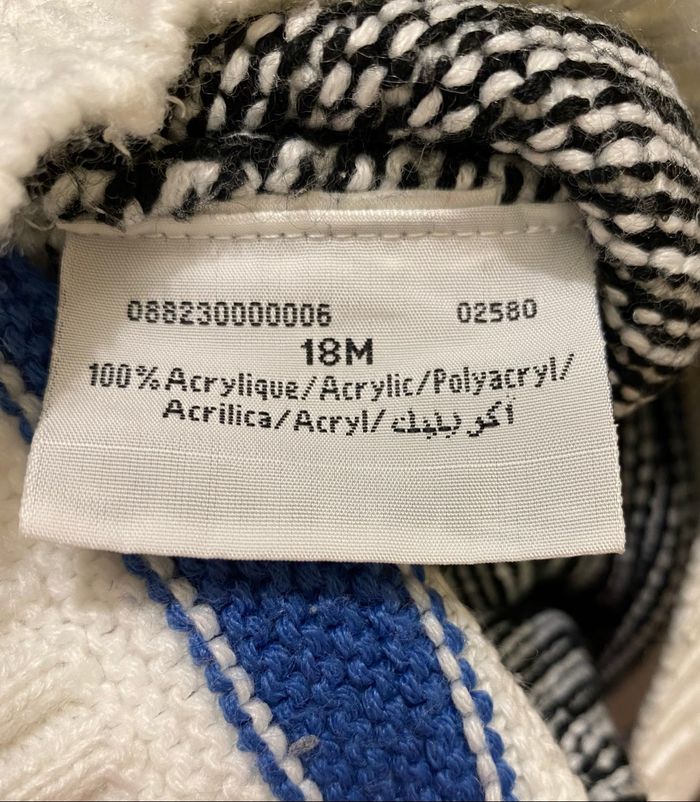 088230000006 02580
18M
100% Acrylique/Acrylic/Polyacryl/
Acrilica/Acryl/ أكريليك